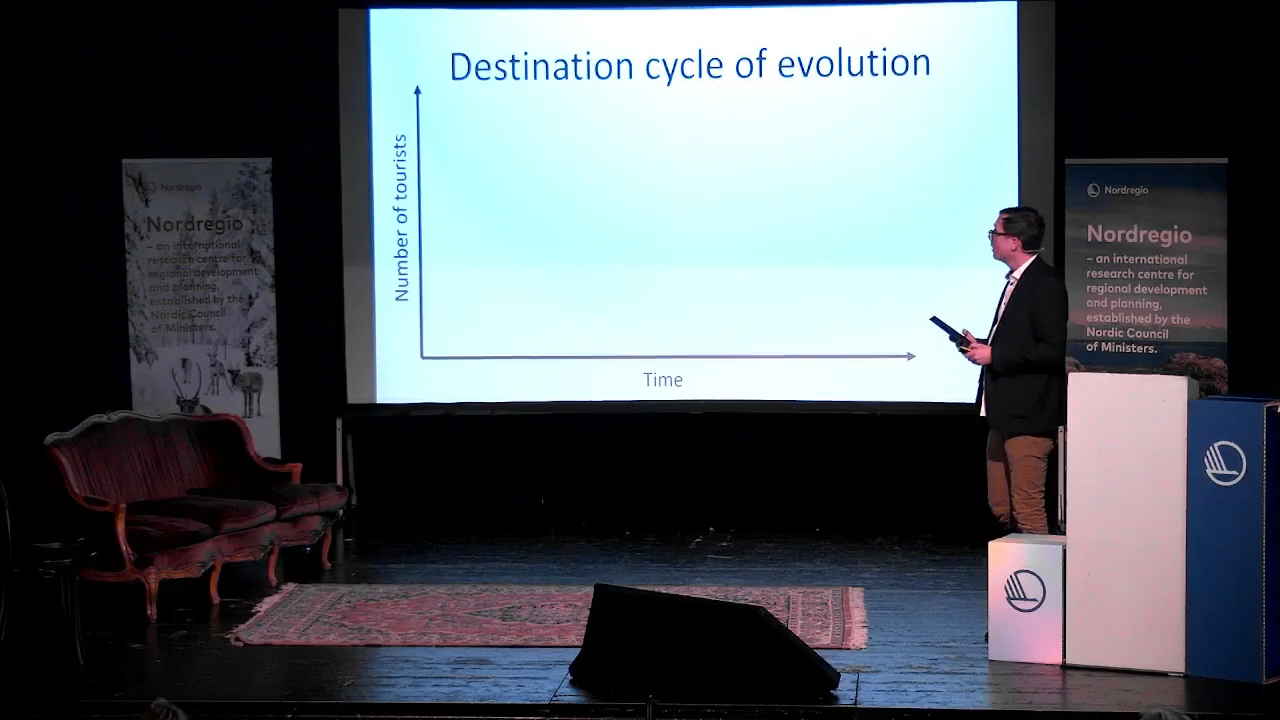 Destination cycle of evolution
Number of tourists
Time
Nordregio
Nordregio
– an international
research centre for
regional development
and planning,
established by the
Nordic Council
of Ministers.
Nordregio
Nordregio
– an international
research centre for
regional development
and planning,
established by the
Nordic Council
of Ministers.